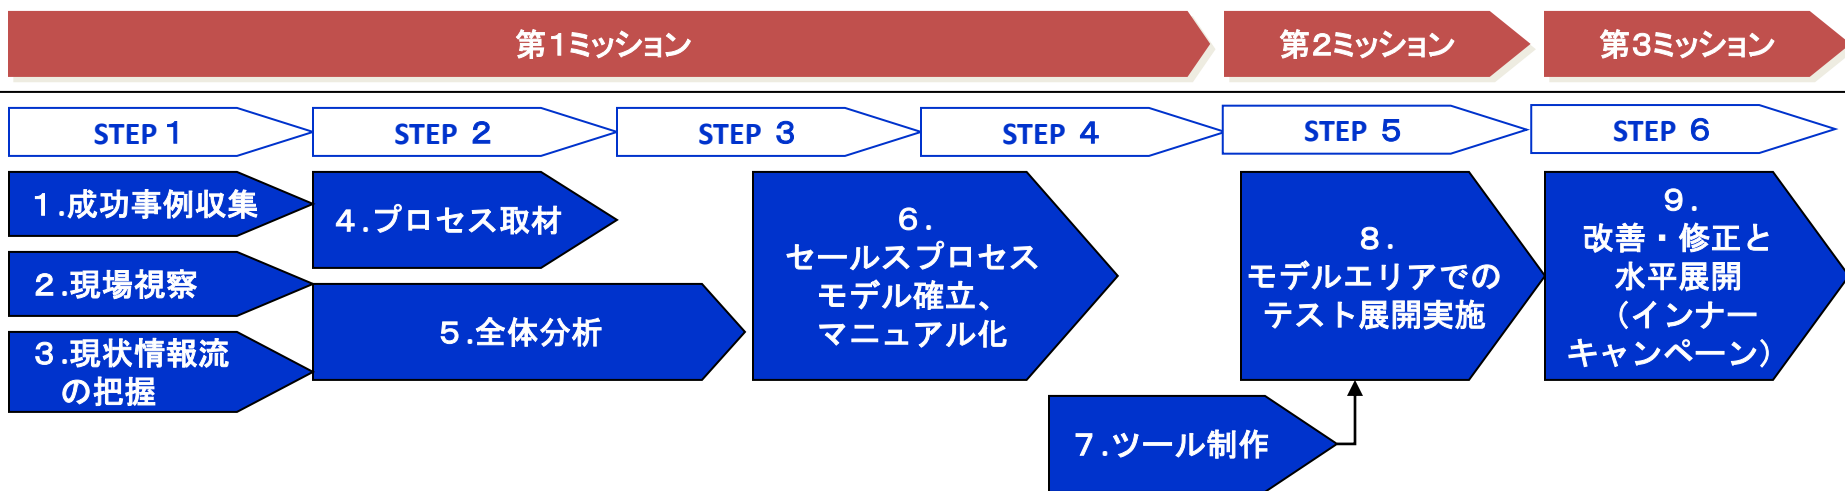 第１ミッション
第２ミッション
第３ミッション
STEP 1
STEP ２
STEP ３
STEP ４
STEP ５
STEP ６
１.成功事例収集
２.現場視察
３.現状情報流
の把握
４.プロセス取材
５.全体分析
６.
セールスプロセス
モデル確立、
マニュアル化
７.ツール制作
８.
モデルエリアでの
テスト展開実施
９.
改善・修正と
水平展開
（インナー
キャンペーン）